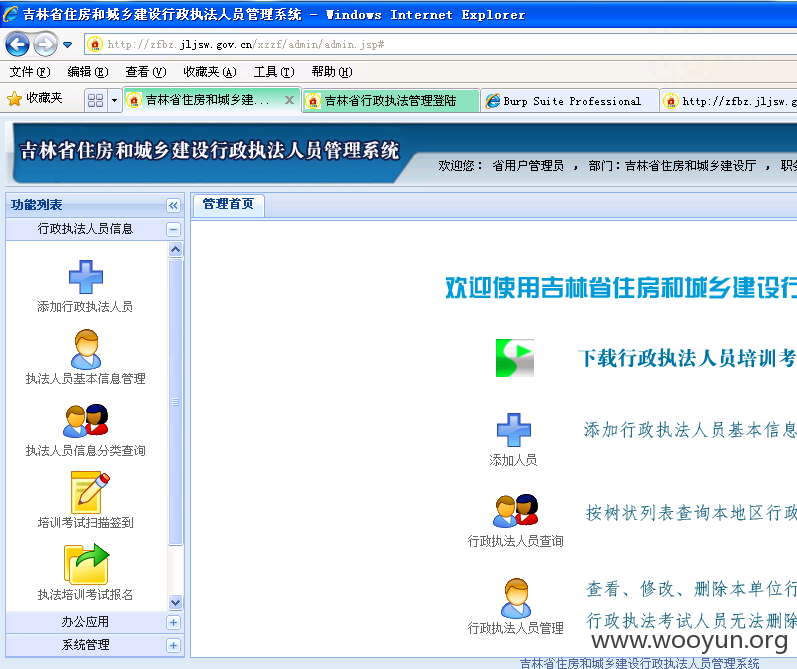 吉林省住房和城乡建设行政执法人员管理系统 - Windows Internet Explorer
http://zfbz.jljsw.gov.cn/xzzf/admin/admin.jsp#
文件(F) 编辑(E) 查看(V) 收藏夹(A) 工具(T) 帮助(H)
收藏夹 吉林省住房和城乡建... 吉林省行政执法管理登陆 Burp Suite Professional http://zfbz.jljsw.g
吉林省住房和城乡建设行政执法人员管理系统
欢迎您： 省用户管理员 ，部门：吉林省住房和城乡建设厅 ，职务
功能列表
管理首页
行政执法人员信息
添加行政执法人员
执法人员基本信息管理
执法人员信息分类查询
培训考试扫描签到
执法培训考试报名
办公应用
系统管理
欢迎使用吉林省住房和城乡建设行
下载行政执法人员培训考
添加人员
添加行政执法人员基本信息
行政执法人员查询
按树状列表查询本地区行政
行政执法人员管理
查看、修改、删除本单位行
行政执法考试人员无法删除
www.wooyun.org
吉林省住房和城乡建设行政执法人员管理系统